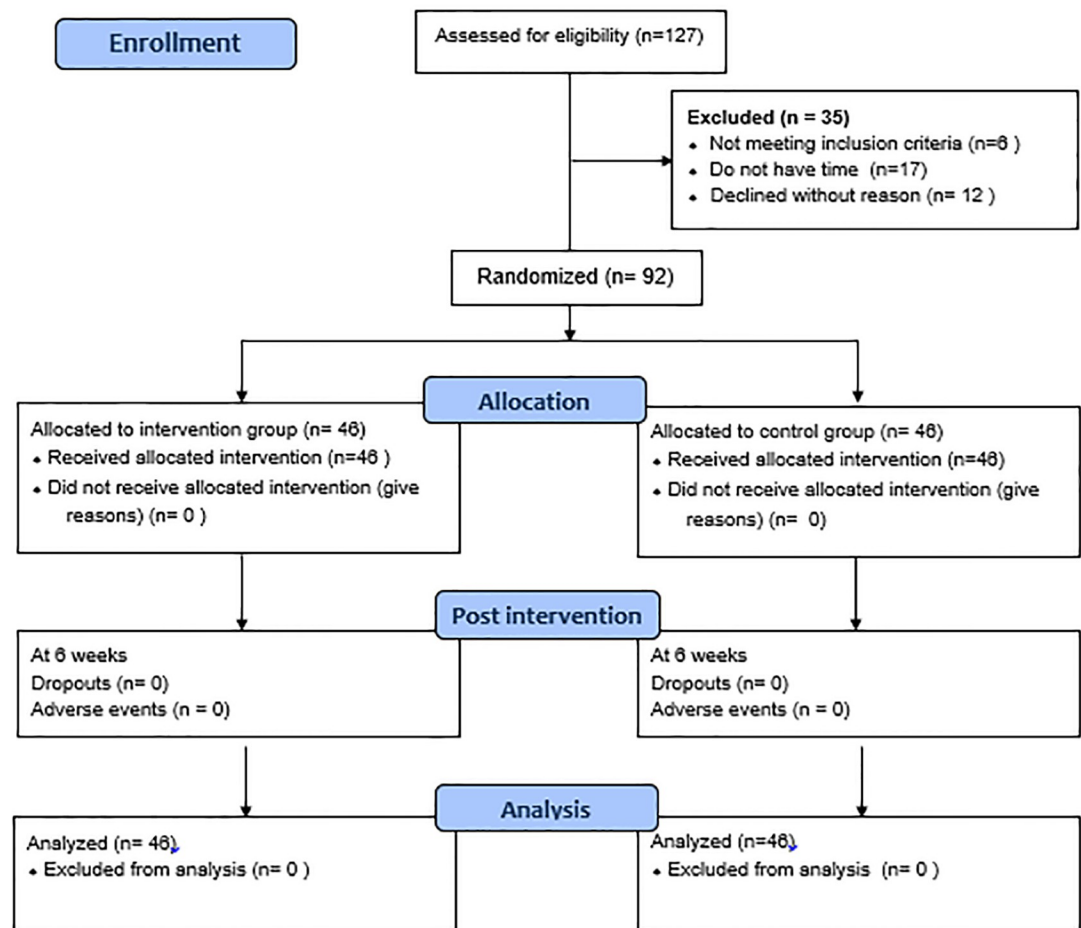 Enrollment
Assessed for eligibility (n=127)
Excluded (n = 35)
• Not meeting inclusion criteria (n=6 )
• Do not have time (n=17)
• Declined without reason (n= 12 )
Randomized (n= 92)
Allocation
Allocated to intervention group (n= 46)
• Received allocated intervention (n=46 )
• Did not receive allocated intervention (give
reasons) (n= 0 )
Allocated to control group (n= 46)
• Received allocated intervention (n=46)
• Did not receive allocated intervention (give
reasons) (n= 0)
Post intervention
At 6 weeks
Dropouts (n= 0)
Adverse events (n = 0)
At 6 weeks
Dropouts (n= 0)
Adverse events (n = 0)
Analysis
Analyzed (n= 46)
• Excluded from analysis (n= 0 )
Analyzed (n=46)
• Excluded from analysis (n= 0 )